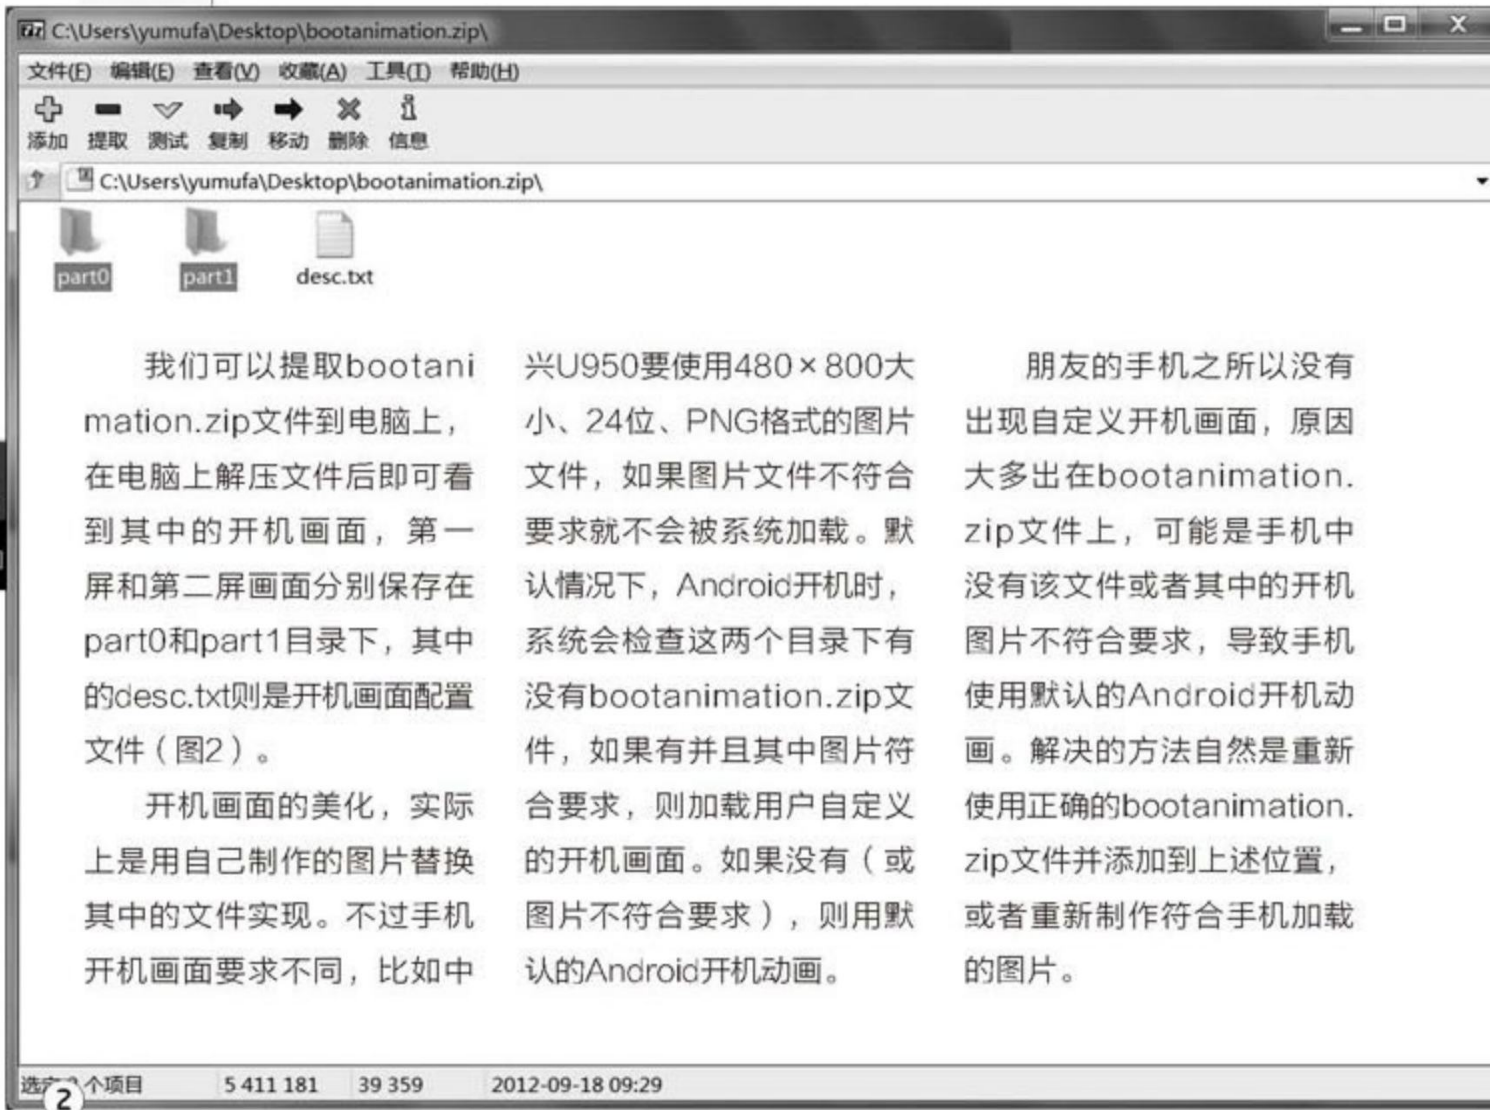 C:\Users\yumufa\Desktop\bootanimation.zip\
文件(F) 编辑(E) 查看(V) 收藏(A) 工具(T) 帮助(H)
添加 提取 测试 复制 移动 删除 信息
C:\Users\yumufa\Desktop\bootanimation.zip\
part0 part1 desc.txt
我们可以提取bootani
mation.zip文件到电脑上，
在电脑上解压文件后即可看
到其中的开机画面，第一
屏和第二屏画面分别保存在
part0和part1目录下，其中
的desc.txt则是开机画面配置
文件（图2）。
开机画面的美化，实际
上是用自己制作的图片替换
其中的文件实现。不过手机
开机画面要求不同，比如中
兴U950要使用480×800大
小、24位、PNG格式的图片
文件，如果图片文件不符合
要求就不会被系统加载。默
认情况下，Android开机时，
系统会检查这两个目录下有
没有bootanimation.zip文
件，如果有并且其中图片符
合要求，则加载用户自定义
的开机画面。如果没有（或
图片不符合要求），则用默
认的Android开机动画。
朋友的手机之所以没有
出现自定义开机画面，原因
大多出在bootanimation.
zip文件上，可能是手机中
没有该文件或者其中的开机
图片不符合要求，导致手机
使用默认的Android开机动
画。解决的方法自然是重新
使用正确的bootanimation.
zip文件并添加到上述位置，
或者重新制作符合手机加载
的图片。
个项目 5 411 181 39 359 2012-09-18 09:29
2